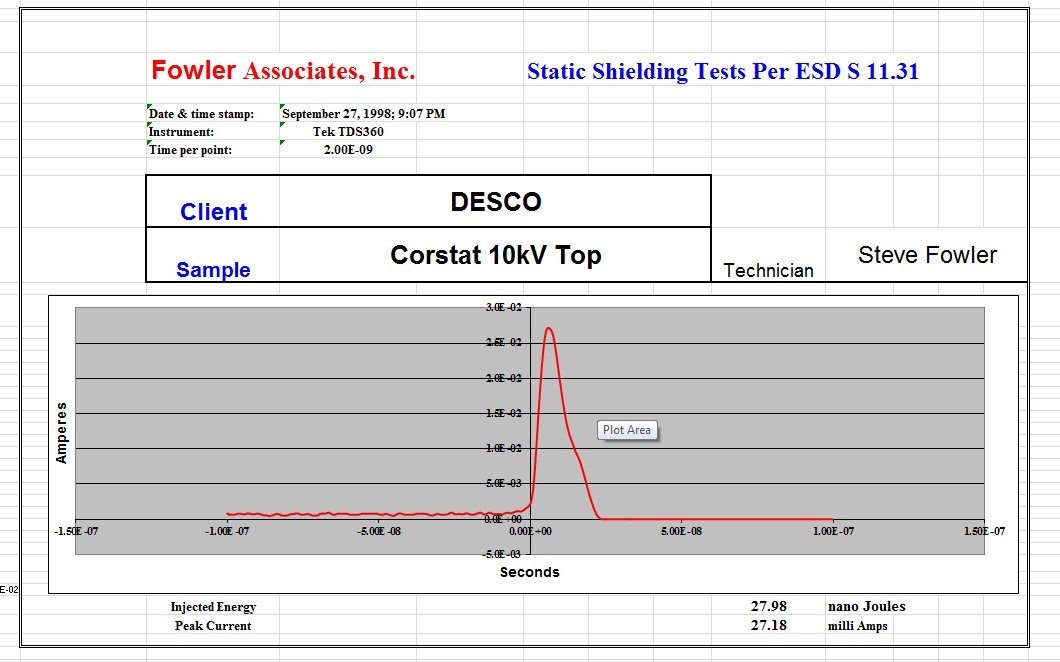 Fowler Associates, Inc.
Static Shielding Tests Per ESD S 11.31
Date & time stamp: September 27, 1998; 9:07 PM
Instrument: Tek TDS360
Time per point: 2.00E-09
Client DESCO
Sample Corstat 10kV Top
Technician Steve Fowler
3.0E-02
2.5E-02
2.0E-02
1.5E-02
1.0E-02
5.0E-03
0.0E+00
-5.0E-03
Amperes
Plot Area
-1.50E-07 -1.00E-07 -5.00E-08 0.00E+00 5.00E-08 1.00E-07 1.50E-07
Seconds
E-02
Injected Energy 27.98 nano Joules
Peak Current 27.18 milli Amps